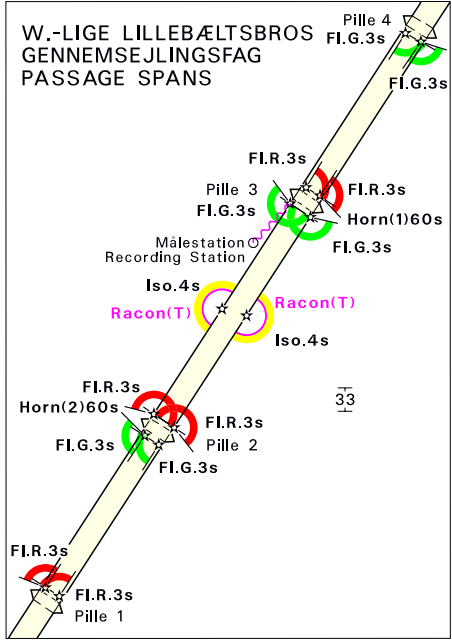 W.-LIGE LILLEBÆLTSBROS
GENNEMSEJLINGSFAG
PASSAGE SPANS
Pille 4
Fl.G.3s
Fl.G.3s
Fl.R.3s
Pille 3
Fl.R.3s
Fl.G.3s
Horn(1)60s
Målestation
Fl.G.3s
Recording Station
Iso.4s
Racon(T)
Racon(T)
Iso.4s
Fl.R.3s
33
Horn(2)60s
Fl.R.3s
Fl.G.3s
Pille 2
Fl.G.3s
Fl.R.3s
Fl.R.3s
Pille 1